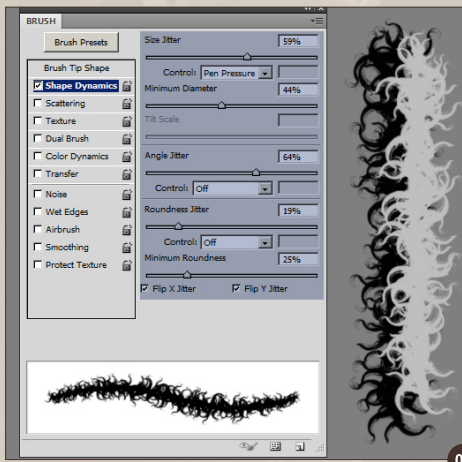 BRUSH
Brush Presets
Brush Tip Shape
Shape Dynamics
Scattering
Texture
Dual Brush
Color Dynamics
Transfer
Noise
Wet Edges
Airbrush
Smoothing
Protect Texture
Size Jitter 59%
Control: Pen Pressure
Minimum Diameter 44%
Tilt Scale
Angle Jitter 64%
Control: Off
Roundness Jitter 19%
Control: Off
Minimum Roundness 25%
Flip X Jitter Flip Y Jitter